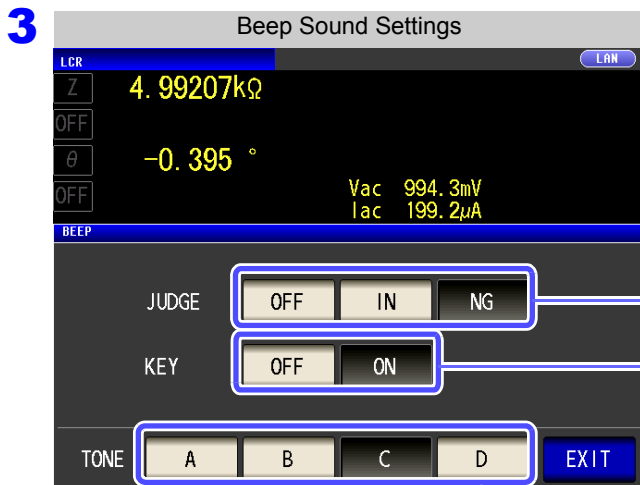 3
Beep Sound Settings
LCR
LAN
Z 4.99207kΩ
OFF
θ -0.395 °
OFF
Vac 994.3mV
Iac 199.2μA
BEEP
JUDGE OFF IN NG
KEY OFF ON
TONE A B C D EXIT